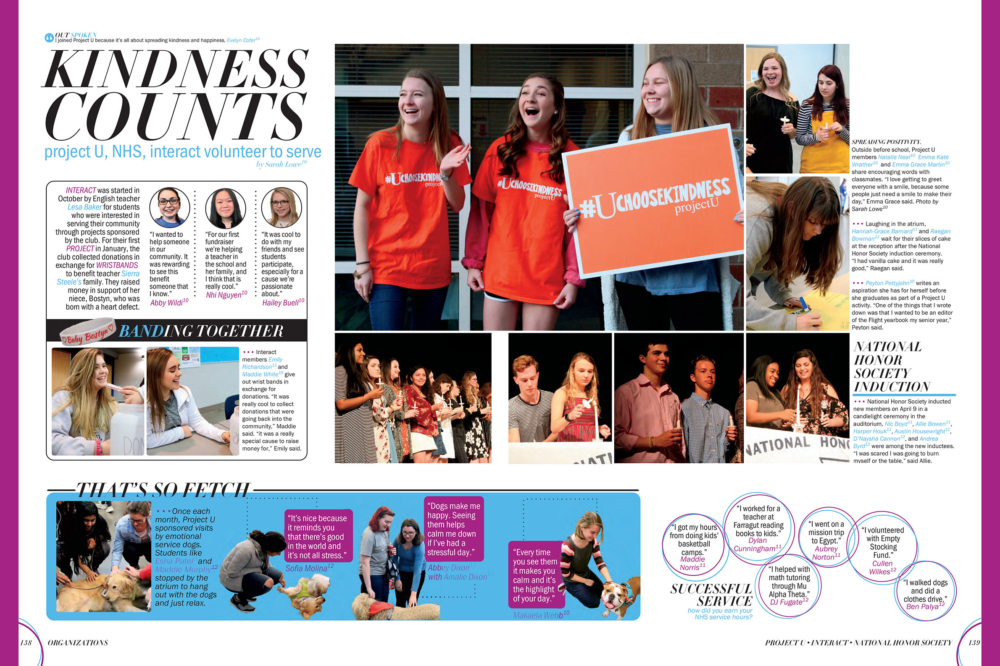 OUT SPOKEN
I joined Project U because it's all about spreading kindness and happiness. Evelyn Cofer10
KINDNESS
COUNTS
project U, NHS, interact volunteer to serve
by Sarah Lowe10
INTERACT was started in
October by English teacher
Lesa Baker for students
who were interested in
serving their community
through projects sponsored
by the club. For their first
PROJECT in January, the
club collected donations in
exchange for WRISTBANDS
to benefit teacher Sierra
Steele's family. They raised
money in support of her
niece, Bostyn, who was
born with a heart defect.
“I wanted to
help someone
in our
community. It
was rewarding
to see this
benefit
someone that
I know.”
Abby Wildi10
“For our first
fundraiser
we're helping
a teacher in
the school and
her family, and
I think that is
really cool.”
Nhi Nguyen10
“It was cool to
do with my
friends and see
students
participate,
especially for a
cause we're
passionate
about.”
Hailey Buell10
Baby Bostyn
BANDING TOGETHER
••• Interact
members Emily
Richardson11 and
Maddie White10 give
out wrist bands in
exchange for
donations. “It was
really cool to collect
donations that were
going back into the
community,” Maddie
said. “it was a really
special cause to raise
money for,” Emily said.
DON
#UCHOOSEKINDN
project
#UCHOOSEKINDNESS
projectU
#UCHOOSEKINDNESS
projectU
SPREADING POSITIVITY.
Outside before school, Project U
members Natalie Neal10 Emma Kate
Wrather10 and Emma Grace Martin10
share encouraging words with
classmates. “I love getting to greet
everyone with a smile, because some
people just need a smile to make their
day,” Emma Grace said. Photo by
Sarah Lowe10
••• Laughing in the atrium,
Hannah-Grace Barnard11 and Raegan
Bowman11 wait for their slices of cake
at the reception after the National
Honor Society induction ceremony.
“I had vanilla cake and it was really
good,” Raegan said.
••• Peyton Pettyjohn10 writes an
aspiration she has for herself before
she graduates as part of a Project U
activity. “One of the things that I wrote
down was that I wanted to be an editor
of the Flight yearbook my senior year,”
Peyton said.
NATI
NATIONAL HON
NATIONAL
HONOR
SOCIETY
INDUCTION
••• National Honor Society inducted
new members on April 9 in a
candlelight ceremony in the
auditorium. Nic Boyd11, Allie Bowen11,
Harper Houk11, Austin Housewright11,
D'Naysha Cannon12, and Andrea
Byrd12 were among the new inductees.
“I was scared I was going to burn
myself or the table,” said Allie.
THAT'S SO FETCH
•••Once each
month, Project U
sponsored visits
by emotional
service dogs.
Students like
Esha Patel and
Maddie Murphy12
stopped by the
atrium to hang
out with the dogs
and just relax.
“It's nice because
it reminds you
that there's good
in the world and
it's not all stress.”
Sofia Molina12
“Dogs make me
happy. Seeing
them helps
calm me down
if I've had a
stressful day.”
Abbey Dixon12
with Amalie Dixon12
“Every time
you see them
it makes you
calm and it's
the highlight
of your day.”
Makaela Webb10
“I got my hours
from doing kids'
basketball
camps.”
Maddie
Norris11
“I worked for a
teacher at
Farragut reading
books to kids.”
Dylan
Cunningham11
“I went on a
mission trip
to Egypt.”
Aubrey
Norton11
“I volunteered
with Empty
Stocking
Fund.”
Cullen
Wilkes12
“I helped with
math tutoring
through Mu
Alpha Theta.”
DJ Fugate12
“I walked dogs
and did a
clothes drive.”
Ben Palya12
SUCCESSFUL
SERVICE
how did you earn your
NHS service hours?
138 ORGANIZATIONS
PROJECT U • INTERACT • NATIONAL HONOR SOCIETY 139